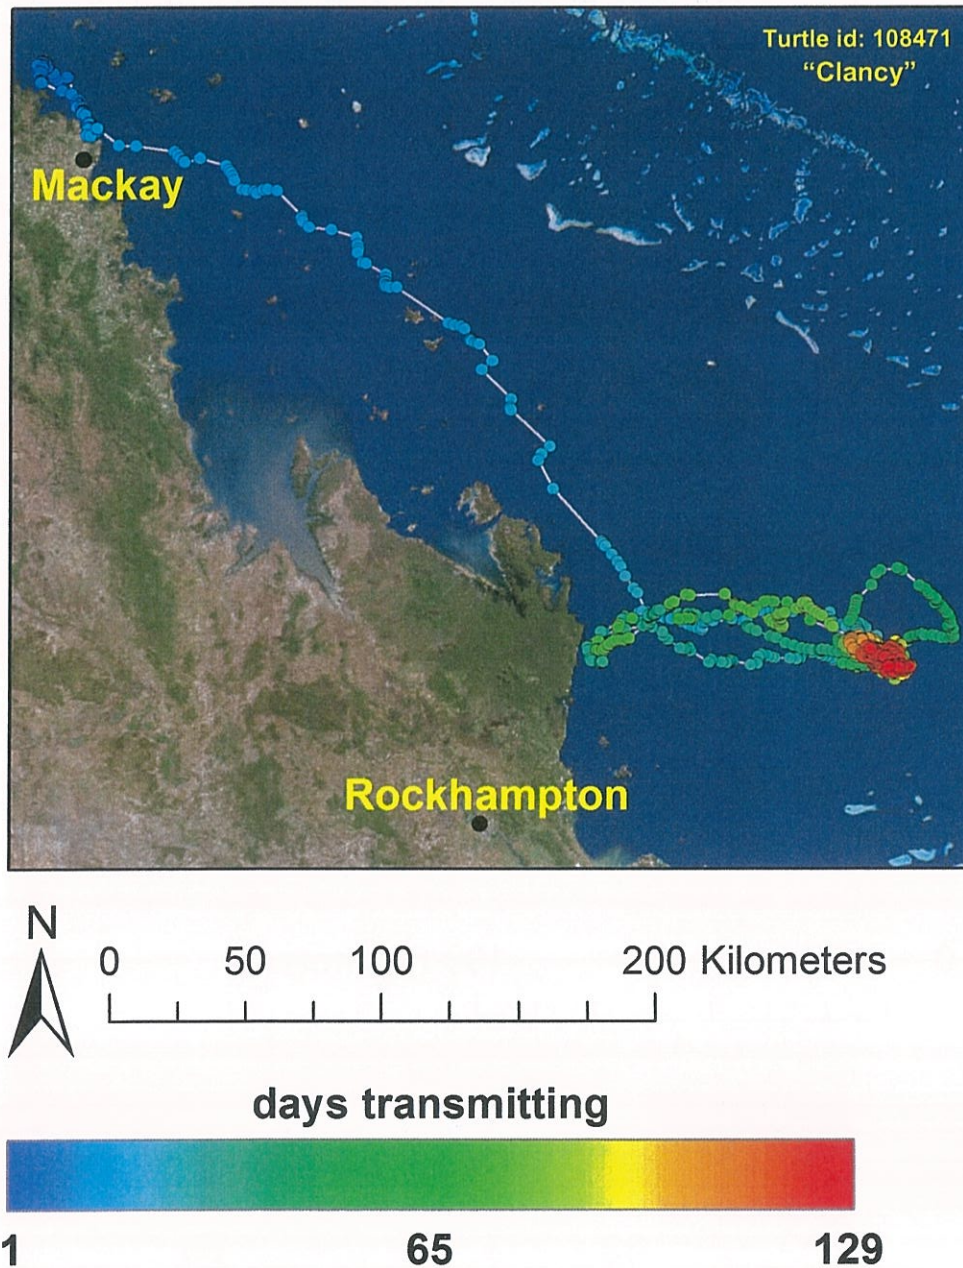 Turtle id: 108471
“Clancy”
Mackay
Rockhampton
N
0 50 100 200 Kilometers
days transmitting
1 65 129